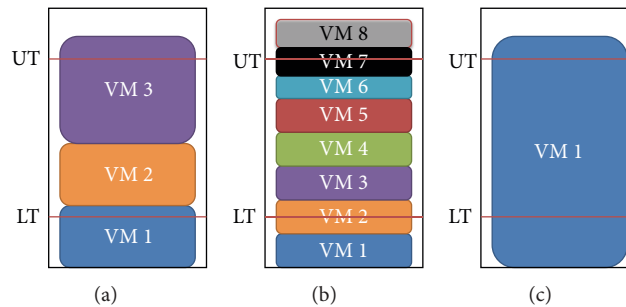 UT
VM 3
VM 2
LT
VM 1
(a)
VM 8
UT
VM 7
VM 6
VM 5
VM 4
VM 3
LT
VM 2
VM 1
(b)
UT
VM 1
LT
(c)